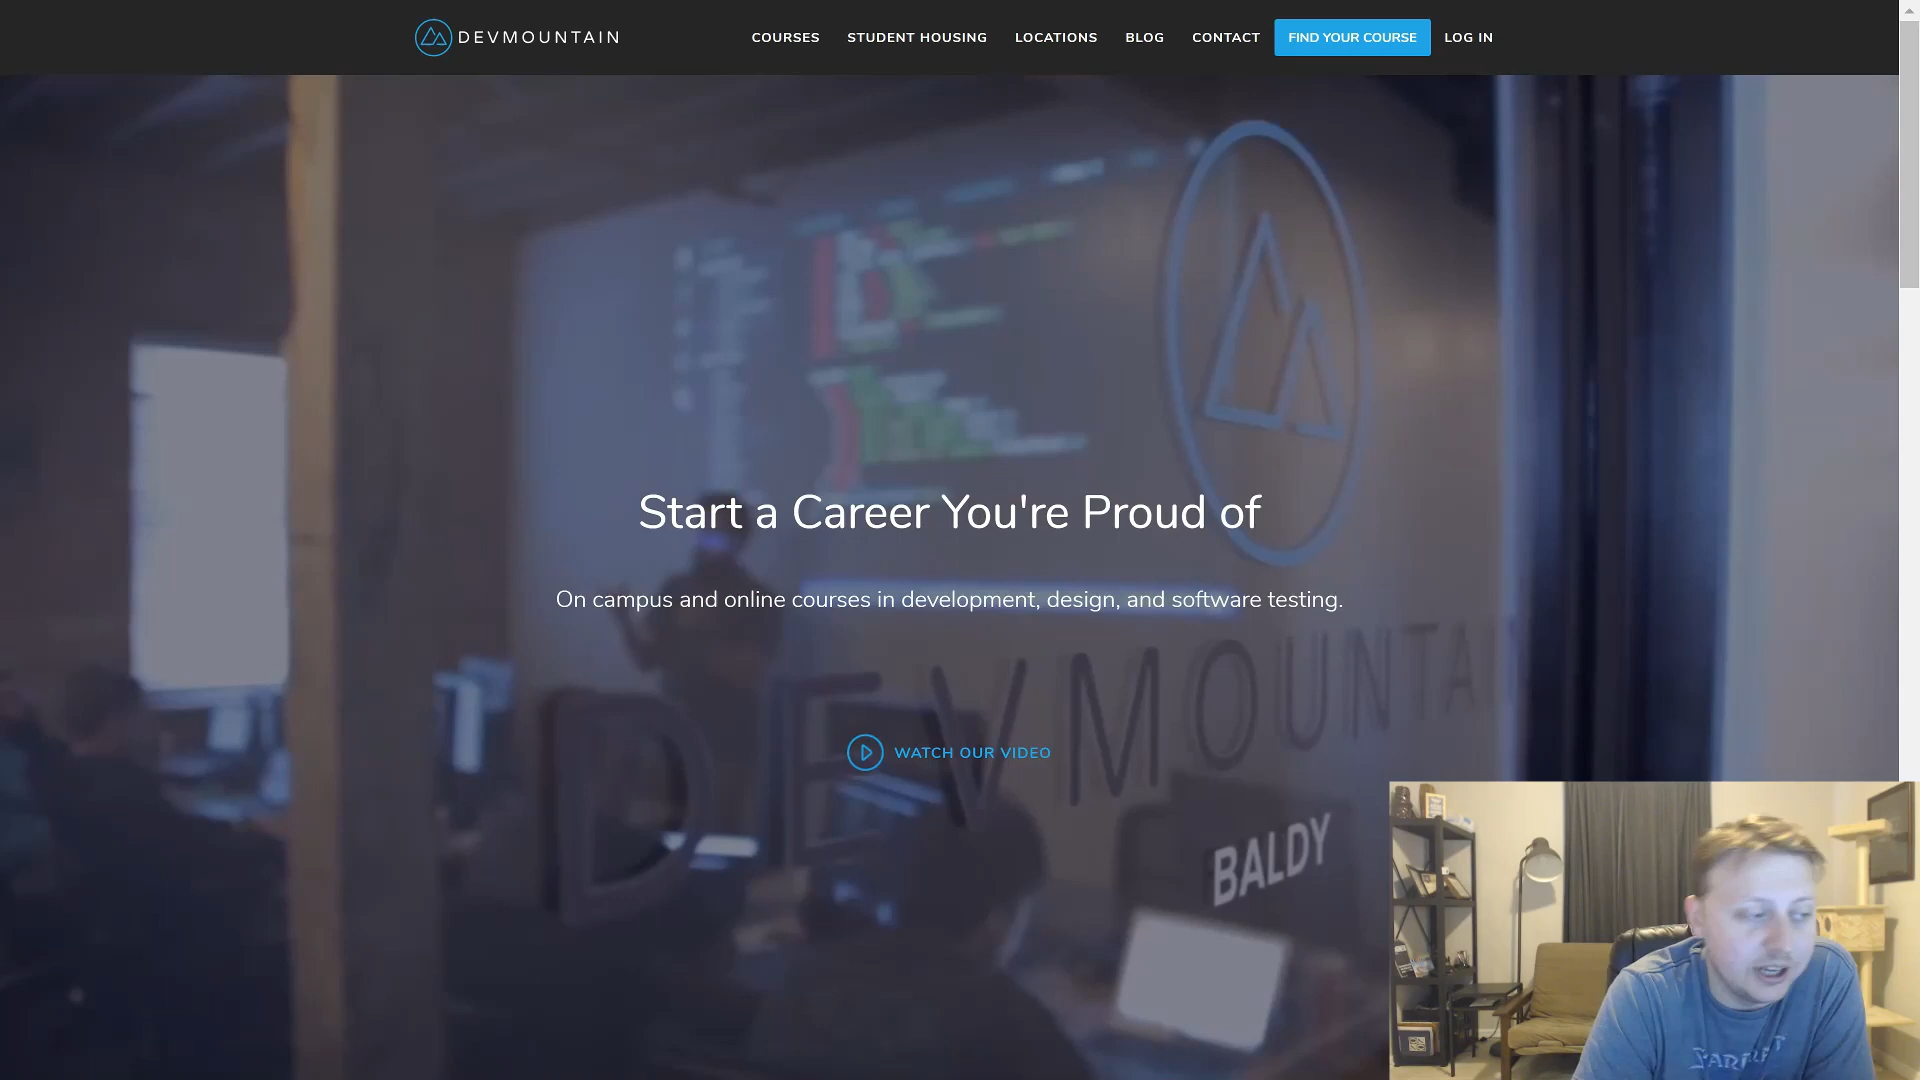 DEVMOUNTAIN
COURSES
STUDENT HOUSING
LOCATIONS
BLOG
CONTACT
FIND YOUR COURSE
LOG IN
Start a Career You're Proud of
On campus and online courses in development, design, and software testing.
DEVMOUNTAI
WATCH OUR VIDEO
BALDY